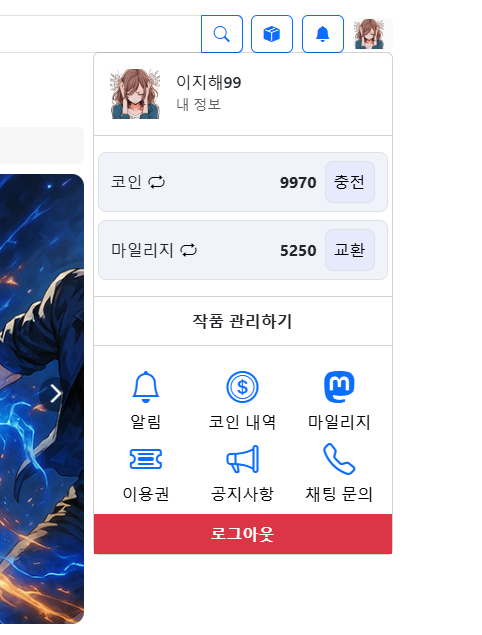 이지해99
내 정보
코인 9970 충전
마일리지 5250 교환
작품 관리하기
알림 코인 내역 마일리지
이용권 공지사항 채팅 문의
로그아웃